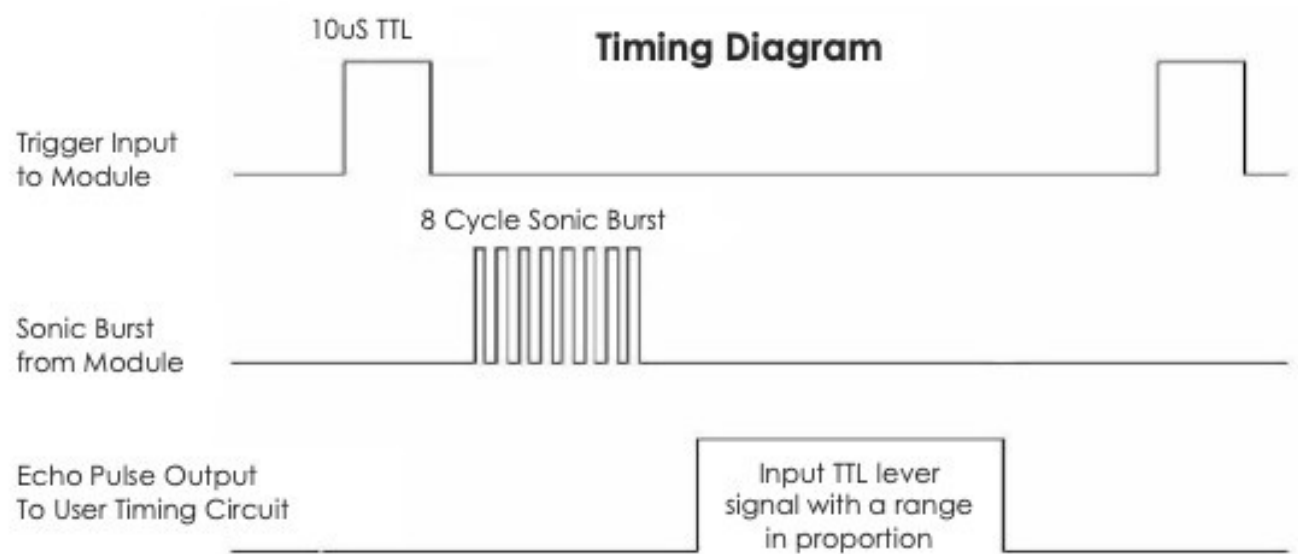 10uS TTL
Timing Diagram
Trigger Input
to Module
8 Cycle Sonic Burst
Sonic Burst
from Module
Echo Pulse Output
To User Timing Circuit
Input TTL lever
signal with a range
in proportion